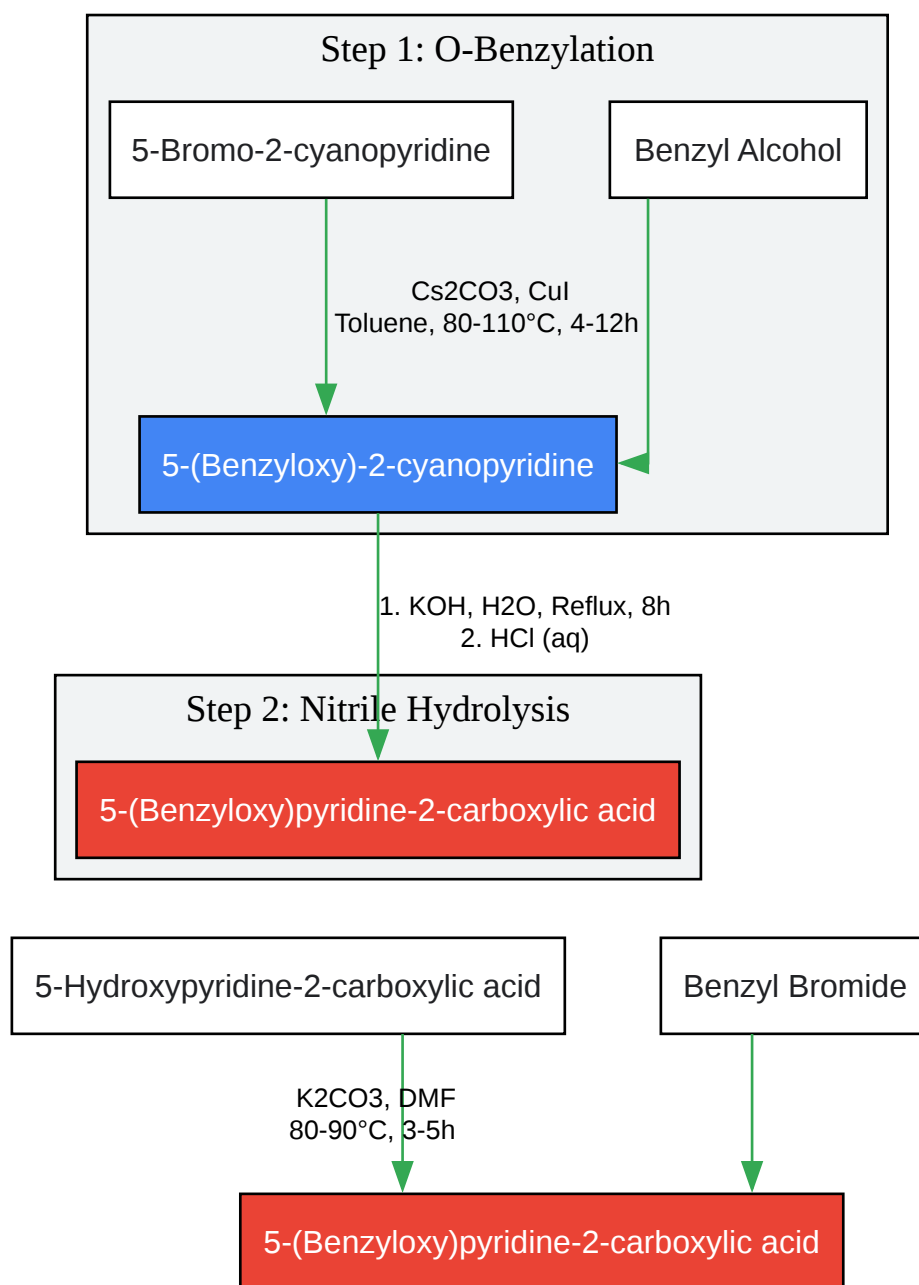 Step 1: O-Benzylation
5-Bromo-2-cyanopyridine
Benzyl Alcohol
Cs2CO3, CuI
Toluene, 80-110°C, 4-12h
5-(Benzyloxy)-2-cyanopyridine
1. KOH, H2O, Reflux, 8h
2. HCl (aq)
Step 2: Nitrile Hydrolysis
5-(Benzyloxy)pyridine-2-carboxylic acid
5-Hydroxypyridine-2-carboxylic acid
Benzyl Bromide
K2CO3, DMF
80-90°C, 3-5h
5-(Benzyloxy)pyridine-2-carboxylic acid